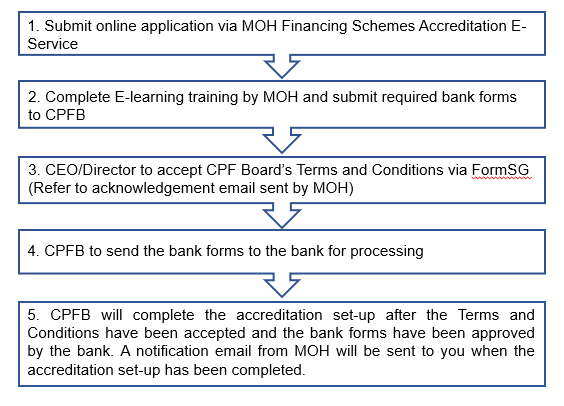 1. Submit online application via MOH Financing Schemes Accreditation E-
Service
2. Complete E-learning training by MOH and submit required bank forms
to CPFB
3. CEO/Director to accept CPF Board's Terms and Conditions via FormSG
(Refer to acknowledgement email sent by MOH)
4. CPFB to send the bank forms to the bank for processing
5. CPFB will complete the accreditation set-up after the Terms and
Conditions have been accepted and the bank forms have been approved
by the bank. A notification email from MOH will be sent to you when the
accreditation set-up has been completed.